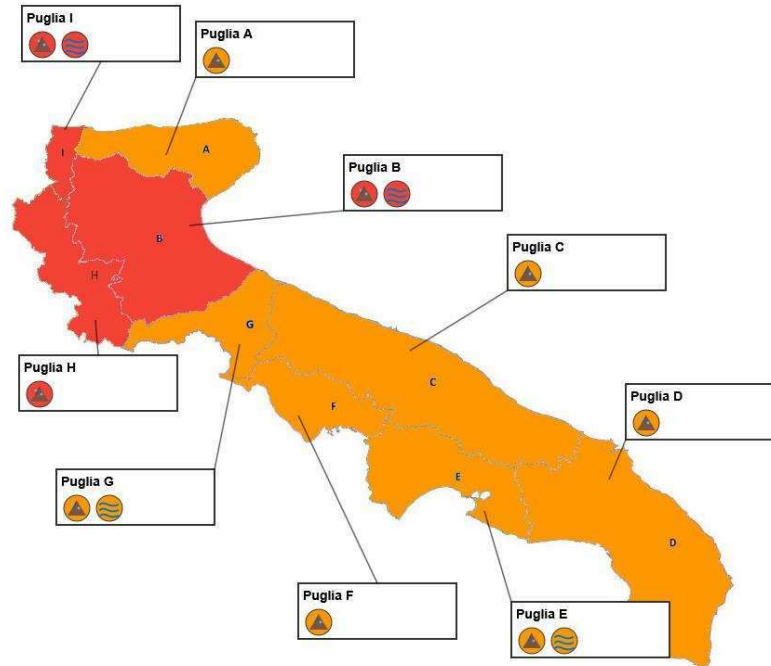 Puglia I
Puglia A
I
A
Puglia B
B
Puglia C
H
G
Puglia H
C
F
Puglia D
E
Puglia G
D
Puglia F
Puglia E